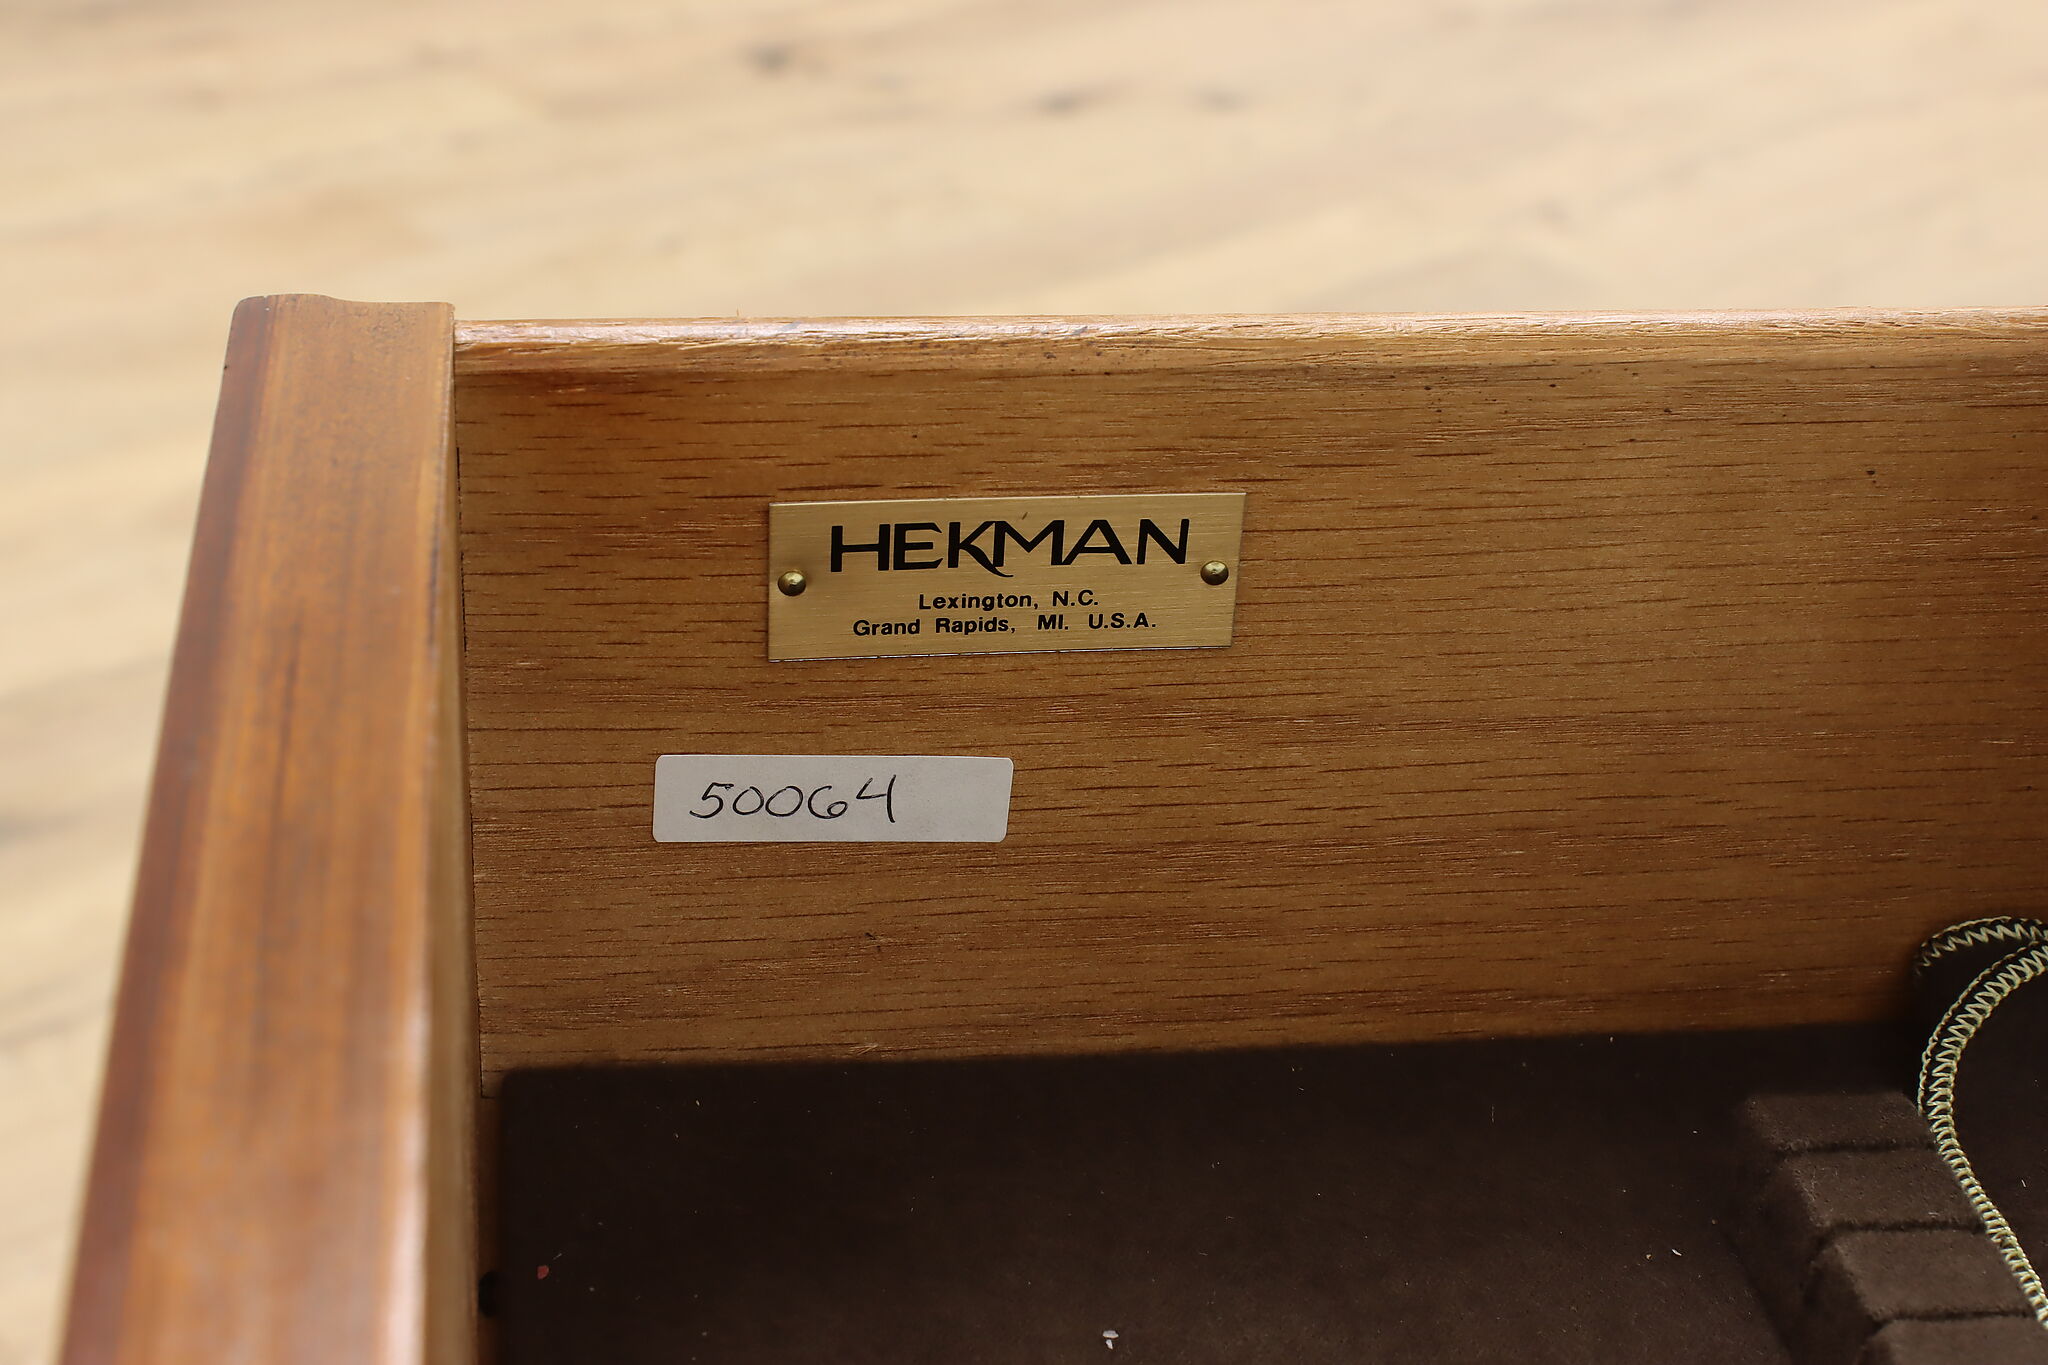 HEKMAN
Lexington, N.C.
Grand Rapids, MI. U.S.A.
50064